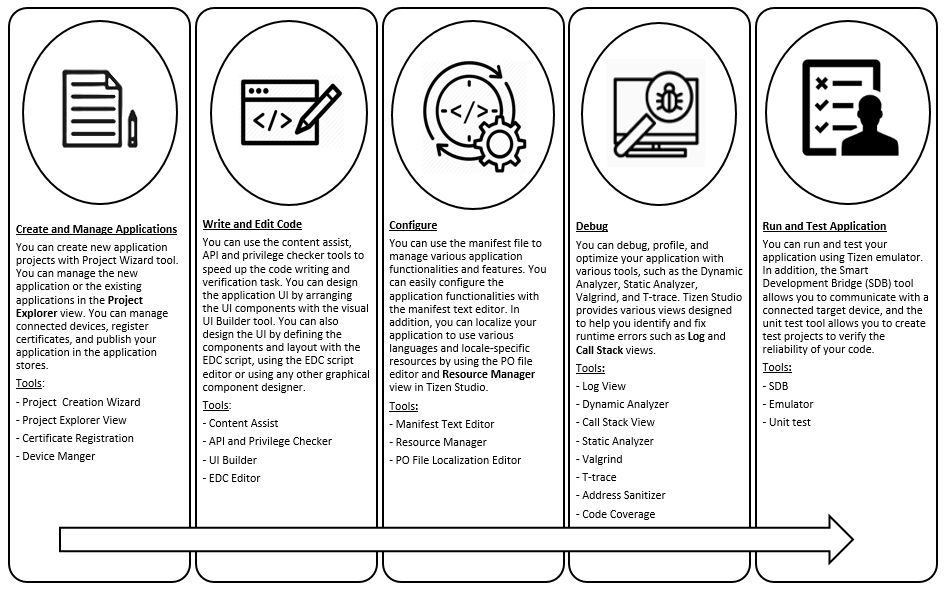 Create and Manage Applications
You can create new application
projects with Project Wizard tool.
You can manage the new
application or the existing
applications in the Project
Explorer view. You can manage
connected devices, register
certificates, and publish your
application in the application
stores.
Tools:
- Project  Creation Wizard
- Project Explorer View
- Certificate Registration
- Device Manger
Write and Edit Code
You can use the content assist,
API and privilege checker tools to
speed up the code writing and
verification task. You can design
the application UI by arranging
the UI components with the visual
UI Builder tool. You can also
design the UI by defining the
components and layout with the
EDC script, using the EDC script
editor or using any other graphical
component designer.
Tools:
- Content Assist
- API and Privilege Checker
- UI Builder
- EDC Editor
Configure
You can use the manifest file to
manage various application
functionalities and features. You
can easily configure the
application functionalities with
the manifest text editor. In
addition, you can localize your
application to use various
languages and locale-specific
resources by using the PO file
editor and Resource Manager
view in Tizen Studio.
Tools:
- Manifest Text Editor
- Resource Manager
- PO File Localization Editor
Debug
You can debug, profile, and
optimize your application with
various tools, such as the Dynamic
Analyzer, Static Analyzer,
Valgrind, and T-trace. Tizen Studio
provides various views designed
to help you identify and fix
runtime errors such as Log and
Call Stack views.
Tools:
- Log View
- Dynamic Analyzer
- Call Stack View
- Static Analyzer
- Valgrind
- T-trace
- Address Sanitizer
- Code Coverage
Run and Test Application
You can run and test your
application using Tizen emulator.
In addition, the Smart
Development Bridge (SDB) tool
allows you to communicate with a
connected target device, and the
unit test tool allows you to create
test projects to verify the
reliability of your code.
Tools:
- SDB
- Emulator
- Unit test